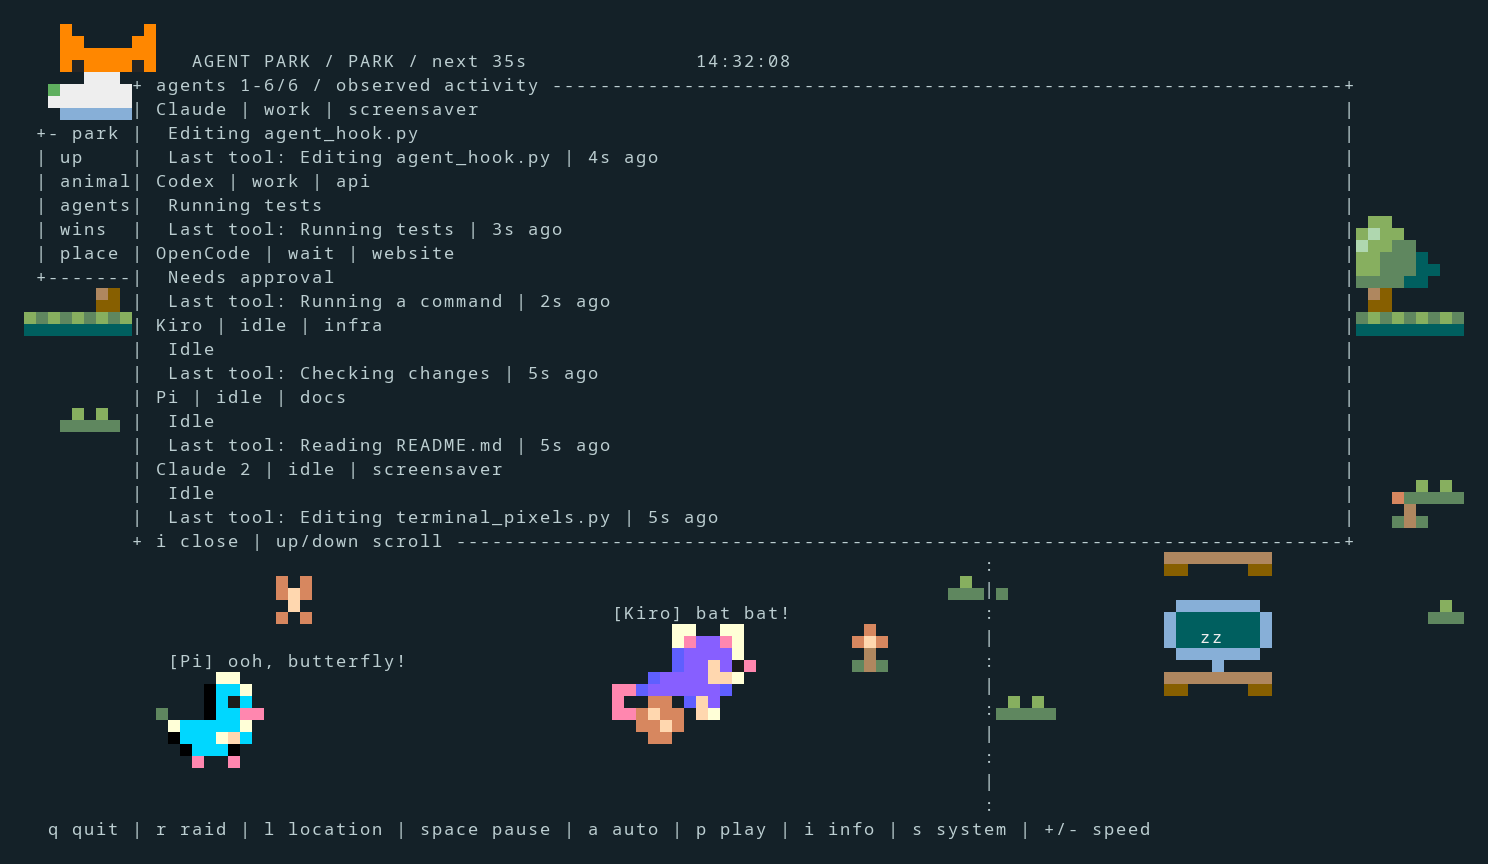 AGENT PARK / PARK / next 35s 14:32:08
+ agents 1-6/6 / observed activity ------------------------------------------------------------------+
| Claude | work | screensaver |
+- park | Editing agent_hook.py |
| up | Last tool: Editing agent_hook.py | 4s ago |
| animal| Codex | work | api |
| agents| Running tests |
| wins | Last tool: Running tests | 3s ago |
| place | OpenCode | wait | website |
+-------| Needs approval |
| Last tool: Running a command | 2s ago |
| Kiro | idle | infra |
| Idle |
| Last tool: Checking changes | 5s ago |
| Pi | idle | docs |
| Idle |
| Last tool: Reading README.md | 5s ago |
| Claude 2 | idle | screensaver |
| Idle |
| Last tool: Editing terminal_pixels.py | 5s ago |
+ i close | up/down scroll --------------------------------------------------------------------------+
[Kiro] bat bat!
zz
[Pi] ooh, butterfly!
q quit | r raid | l location | space pause | a auto | p play | i info | s system | +/- speed